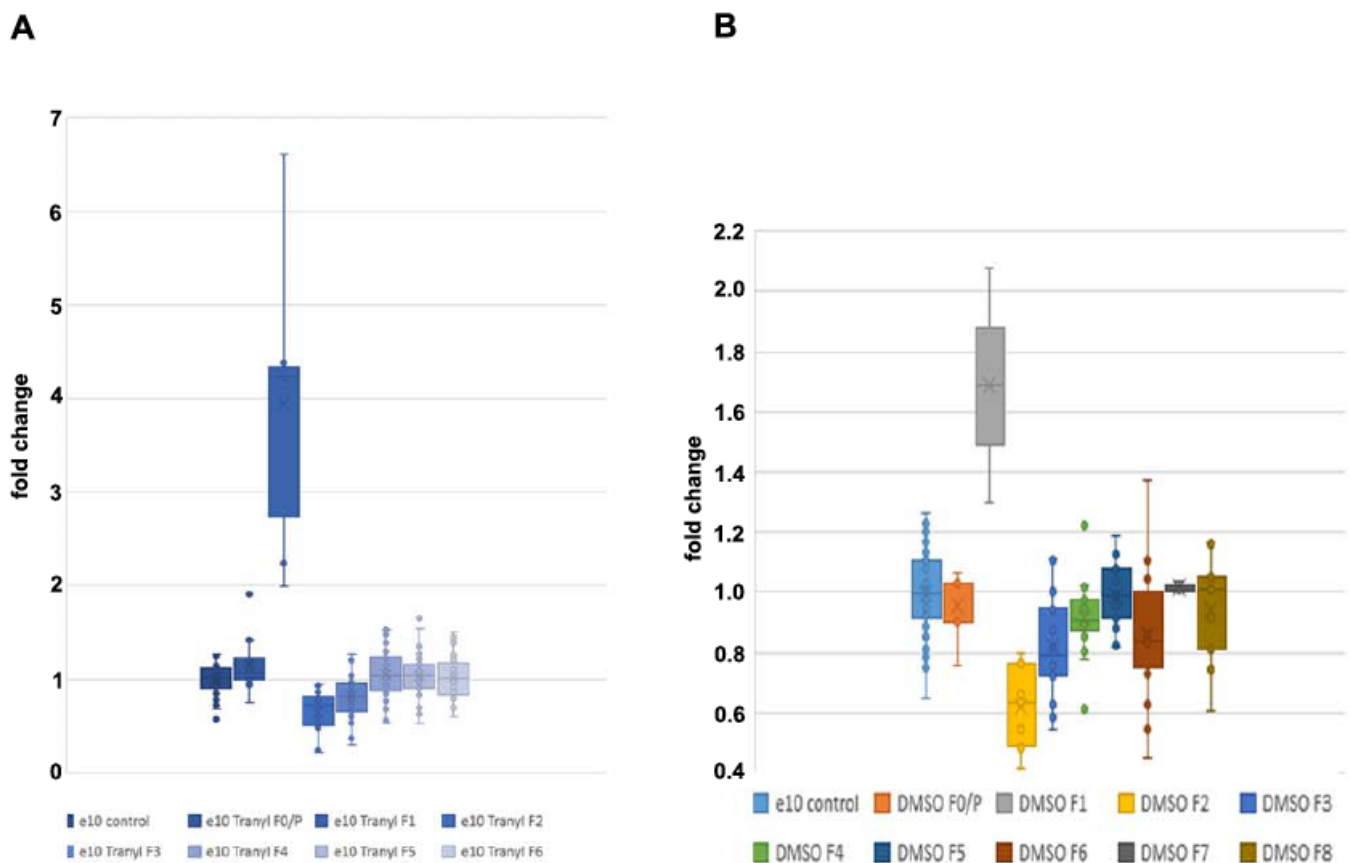 A
B
7
6
5
4
3
2
1
0
fold change
e10 control e10 Tranyl F0/P e10 Tranyl F1 e10 Tranyl F2
e10 Tranyl F3 e10 Tranyl F4 e10 Tranyl F5 e10 Tranyl F6
2.2
2.0
1.8
1.6
1.4
1.2
1.0
0.8
0.6
0.4
fold change
e10 control DMSO F0/P DMSO F1 DMSO F2 DMSO F3
DMSO F4 DMSO F5 DMSO F6 DMSO F7 DMSO F8